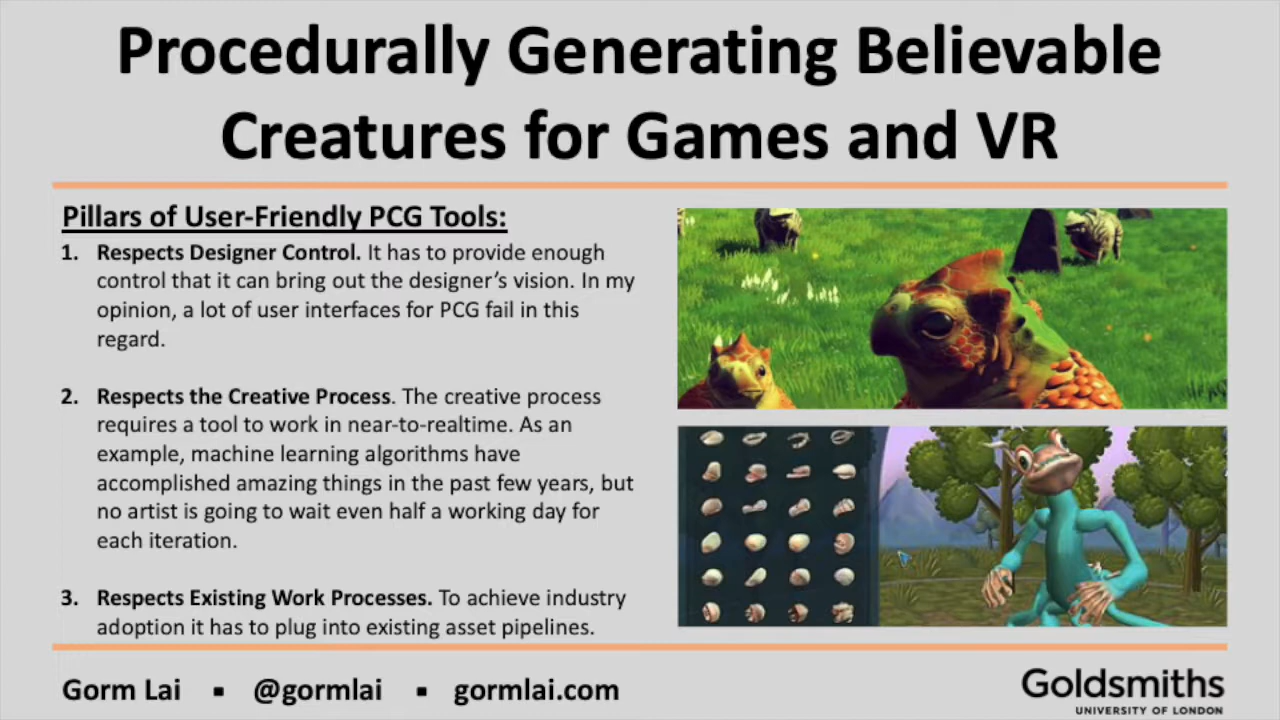 Procedurally Generating Believable
Creatures for Games and VR
Pillars of User-Friendly PCG Tools:
1. Respects Designer Control. It has to provide enough
control that it can bring out the designer's vision. In my
opinion, a lot of user interfaces for PCG fail in this
regard.
2. Respects the Creative Process. The creative process
requires a tool to work in near-to-realtime. As an
example, machine learning algorithms have
accomplished amazing things in the past few years, but
no artist is going to wait even half a working day for
each iteration.
3. Respects Existing Work Processes. To achieve industry
adoption it has to plug into existing asset pipelines.
Gorm Lai ▪ @gormlai ▪ gormlai.com
Goldsmiths
UNIVERSITY OF LONDON